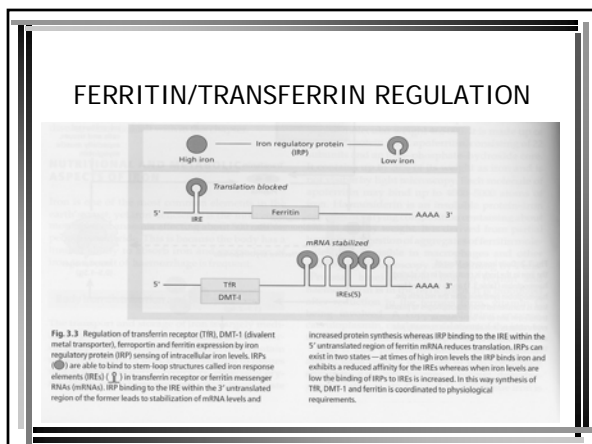 FERRITIN/TRANSFERRIN REGULATION
Iron regulatory protein
(IRP)
High iron
Low iron
Translation blocked
5' IRE Ferritin AAAA 3'
mRNA stabilized
5' TfR AAAA 3'
DMT-I IREs(5)
Fig. 3.3 Regulation of transferrin receptor (TfR), DMT-1 (divalent
metal transporter), ferroportin and ferritin expression by iron
regulatory protein (IRP) sensing of intracellular iron levels. IRPs
( ) are able to bind to stem-loop structures called iron response
elements (IREs) ( ) in transferrin receptor or ferritin messenger
RNAs (mRNAs). IRP binding to the IRE within the 3' untranslated
region of the former leads to stabilization of mRNA levels and
increased protein synthesis whereas IRP binding to the IRE within the
5' untranslated region of ferritin mRNA reduces translation. IRPs can
exist in two states — at times of high iron levels the IRP binds iron and
exhibits a reduced affinity for the IREs whereas when iron levels are
low the binding of IRPs to IREs is increased. In this way synthesis of
TfR, DMT-1 and ferritin is coordinated to physiological
requirements.